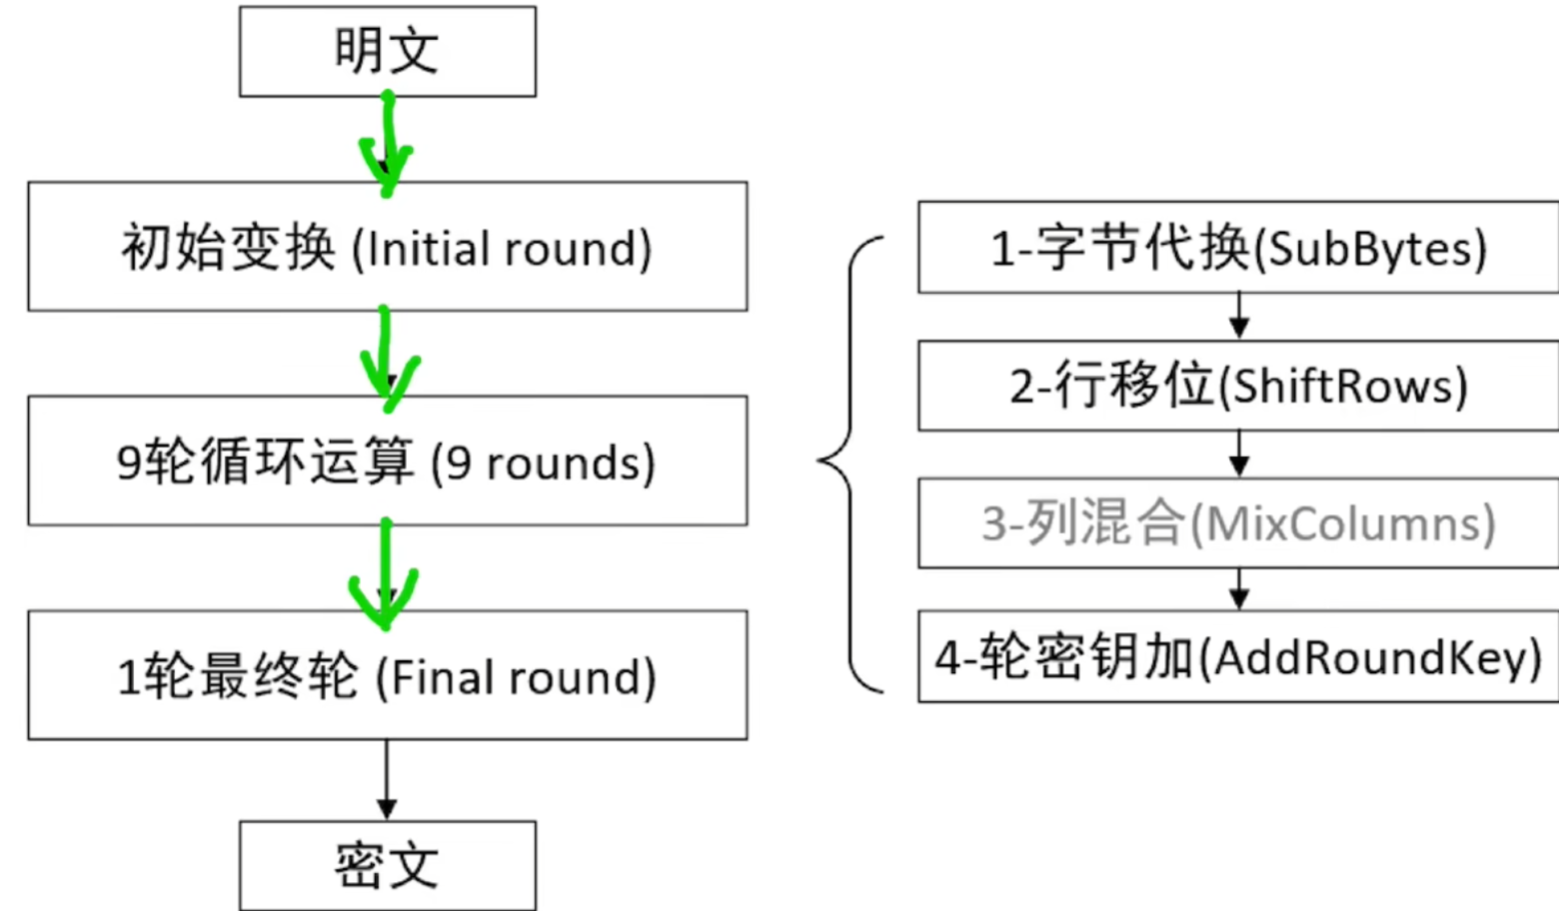 明文
初始变换 (Initial round)
9轮循环运算 (9 rounds)
1轮最终轮 (Final round)
密文
1-字节代换(SubBytes)
2-行移位(ShiftRows)
3-列混合(MixColumns)
4-轮密钥加(AddRoundKey)